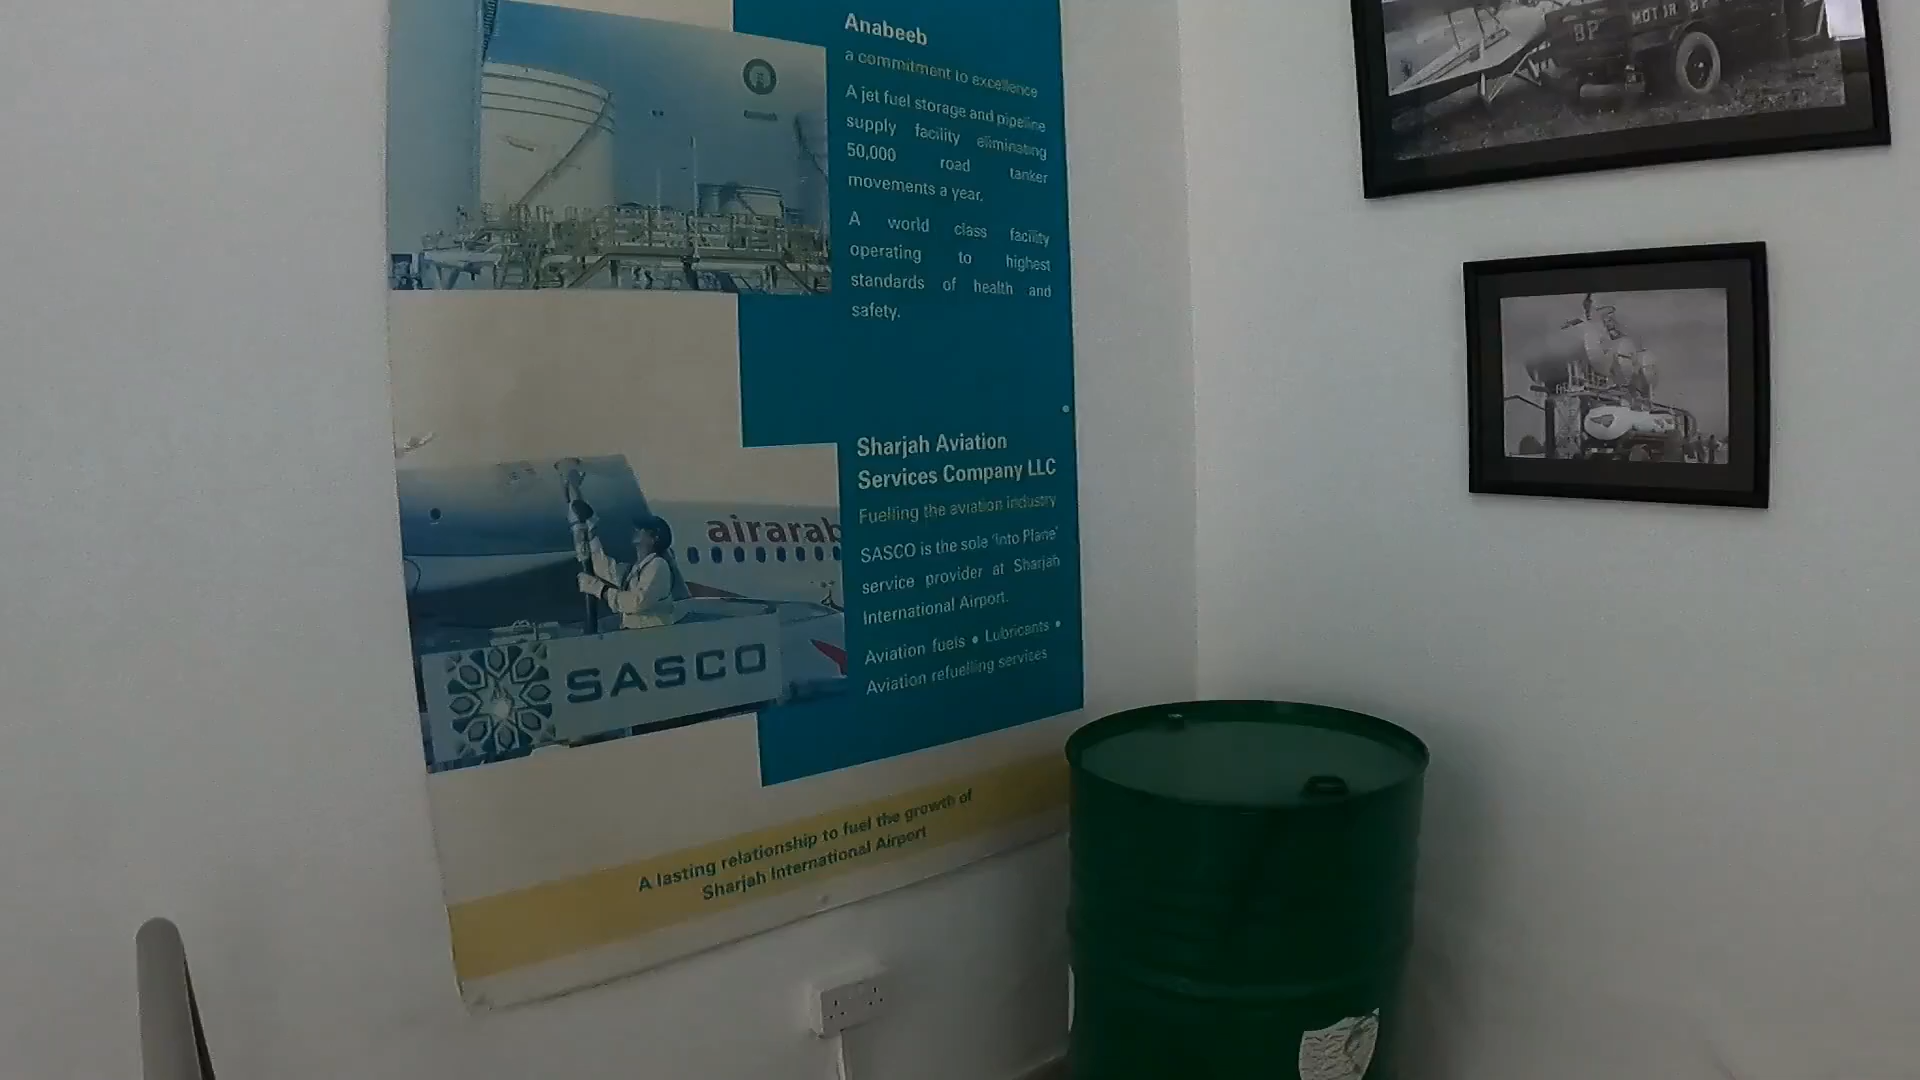 Anabeeb
a commitment to excellence
A jet fuel storage and pipeline
supply facility eliminating
50,000 road tanker
movements a year.
A world class facility
operating to highest
standards of health and
safety.
Sharjah Aviation
Services Company LLC
Fuelling the aviation industry
SASCO is the sole 'Into Plane'
service provider at Sharjah
International Airport.
Aviation fuels • Lubricants •
Aviation refuelling services
airarab
SASCO
A lasting relationship to fuel the growth of
Sharjah International Airport
BP MOTOR